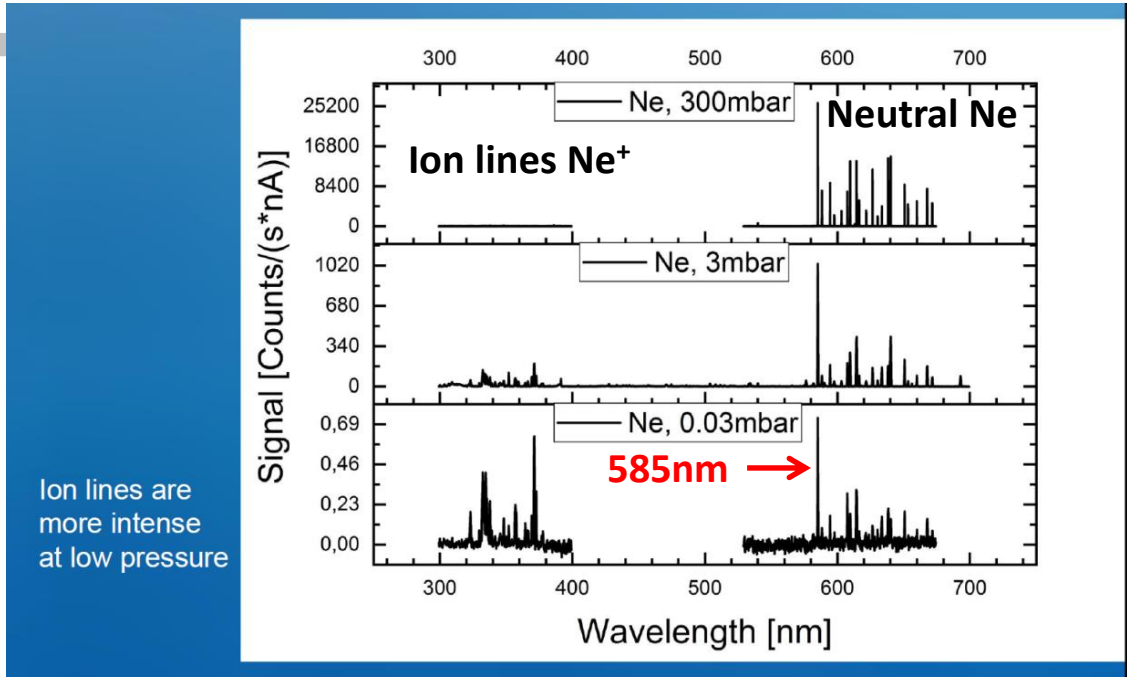 300 400 500 600 700
25200
16800
8400
0
Ne, 300mbar
Ion lines Ne⁺
Neutral Ne
1020
680
340
0
Ne, 3mbar
0.69
0.46
0,23
0,00
Ne, 0.03mbar
585nm
Signal [Counts/(s*nA)]
300 400 500 600 700
Wavelength [nm]
Ion lines are
more intense
at low pressure